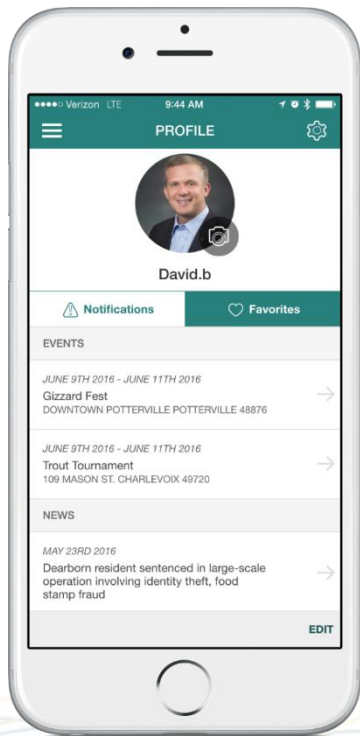 Verizon LTE 9:44 AM
PROFILE
David.b
Notifications Favorites
EVENTS
JUNE 9TH 2016 - JUNE 11TH 2016
Gizzard Fest
DOWNTOWN POTTERVILLE POTTERVILLE 48876
JUNE 9TH 2016 - JUNE 11TH 2016
Trout Tournament
109 MASON ST. CHARLEVOIX 49720
NEWS
MAY 23RD 2016
Dearborn resident sentenced in large-scale
operation involving identity theft, food
stamp fraud
EDIT